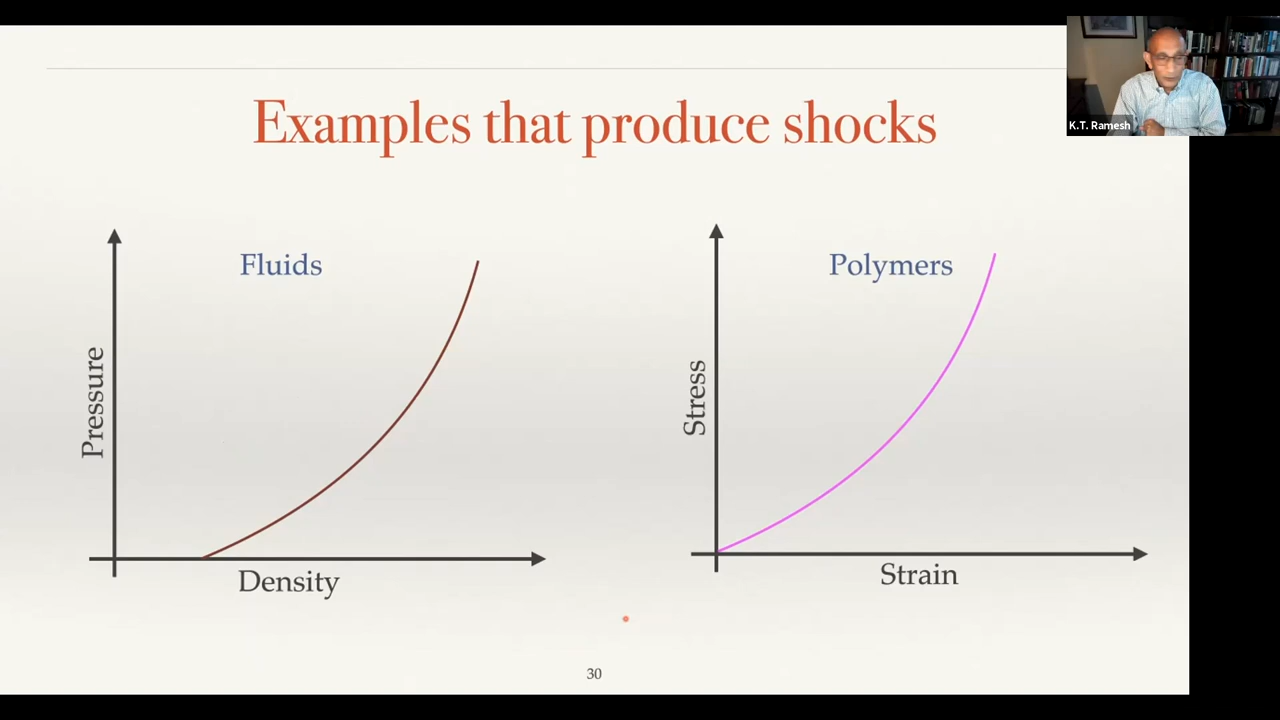 Examples that produce shocks
K.T. Ramesh
Fluids
Pressure
Density
Polymers
Stress
Strain
30